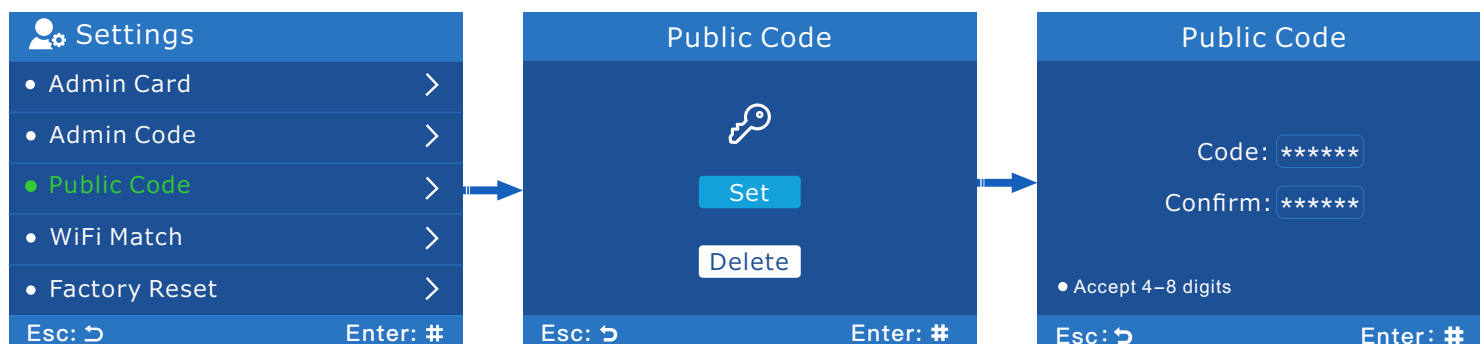 Settings
• Admin Card
• Admin Code
• Public Code
• WiFi Match
• Factory Reset
Esc: ⮌ Enter: #
Public Code
Set
Delete
Esc: ⮌ Enter: #
Public Code
Code: ******
Confirm: ******
• Accept 4–8 digits
Esc: ⮌ Enter: #